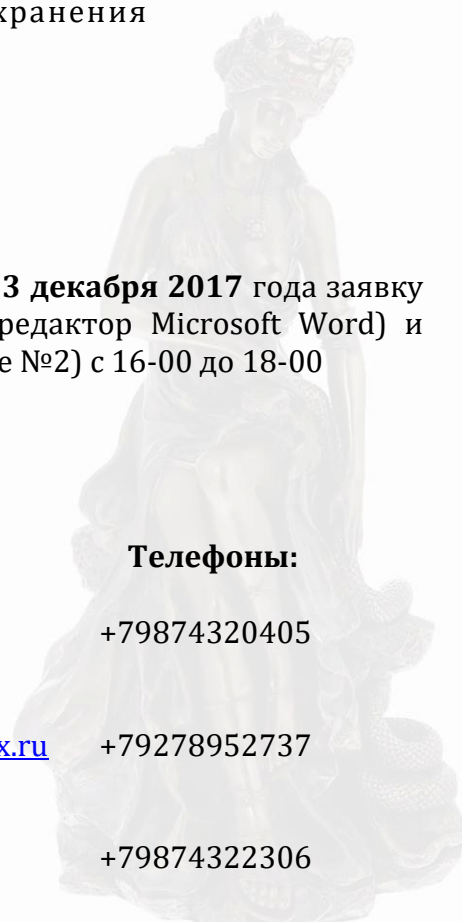 хранения
3 декабря 2017 года заявку
редактор Microsoft Word) и
е №2) с 16-00 до 18-00
Телефоны:
+79874320405
x.ru +79278952737
+79874322306